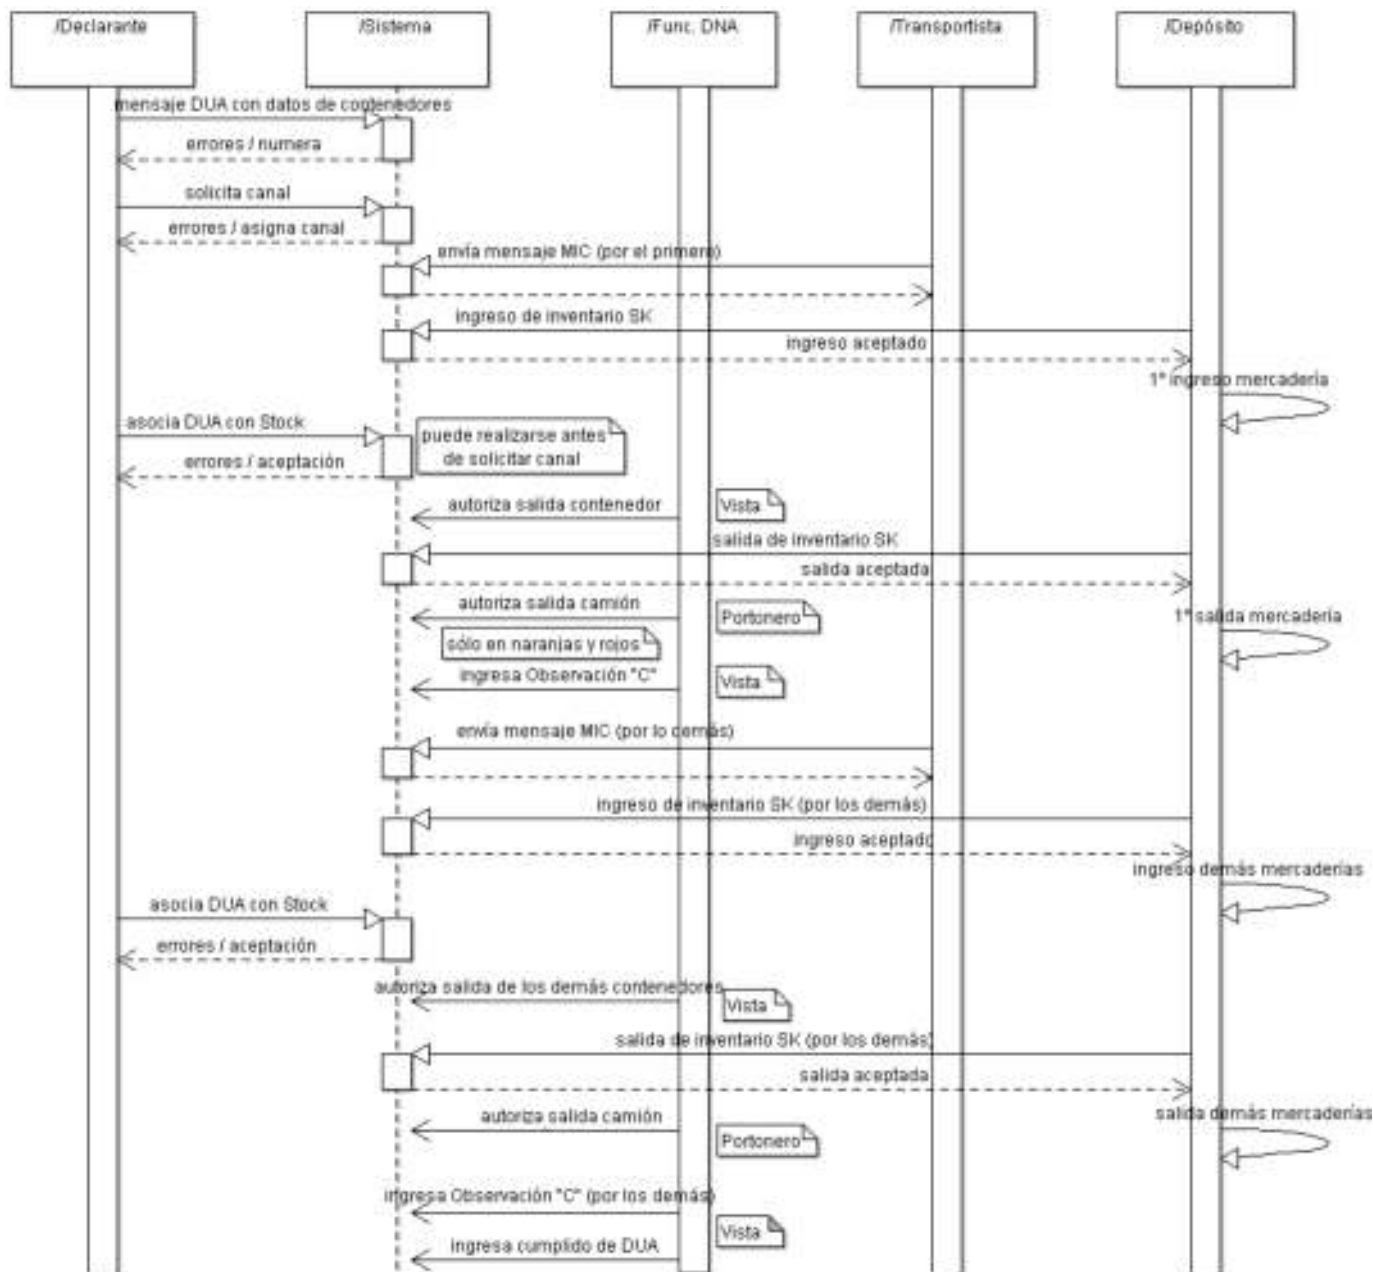 /Declarante
/Sistema
/Func. DNA
/Transportista
/Depósito
mensaje DUA con datos de contenedores
errores / numera
solicita canal
errores / asigna canal
envía mensaje MIC (por el primero)
ingreso de inventario SK
ingreso aceptado
1° ingreso mercadería
asocia DUA con Stock
puede realizarse antes
de solicitar canal
errores / aceptación
autoriza salida contenedor
Vista
salida de inventario SK
salida aceptada
autoriza salida camión
Portonero
1° salida mercadería
sólo en naranjas y rojos
ingresa Observación "C"
Vista
envía mensaje MIC (por lo demás)
ingreso de inventario SK (por los demás)
ingreso aceptado
ingreso demás mercaderías
asocia DUA con Stock
errores / aceptación
autoriza salida de los demás contenedores
Vista
salida de inventario SK (por los demás)
salida aceptada
autoriza salida camión
Portonero
salida demás mercaderías
ingresa Observación "C" (por los demás)
Vista
ingresa cumplido de DUA